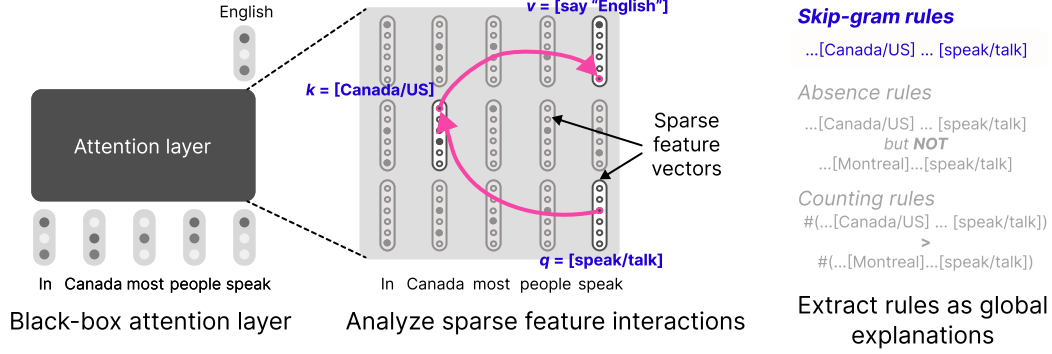 English
Attention layer
In Canada most people speak
Black-box attention layer
v = [say “English”]
k = [Canada/US]
q = [speak/talk]
In Canada most people speak
Sparse
feature
vectors
Analyze sparse feature interactions
Skip-gram rules
...[Canada/US] ... [speak/talk]
Absence rules
...[Canada/US] ... [speak/talk]
but NOT
...[Montreal]...[speak/talk]
Counting rules
#(...[Canada/US] ... [speak/talk])
>
#(...[Montreal]...[speak/talk])
Extract rules as global
explanations